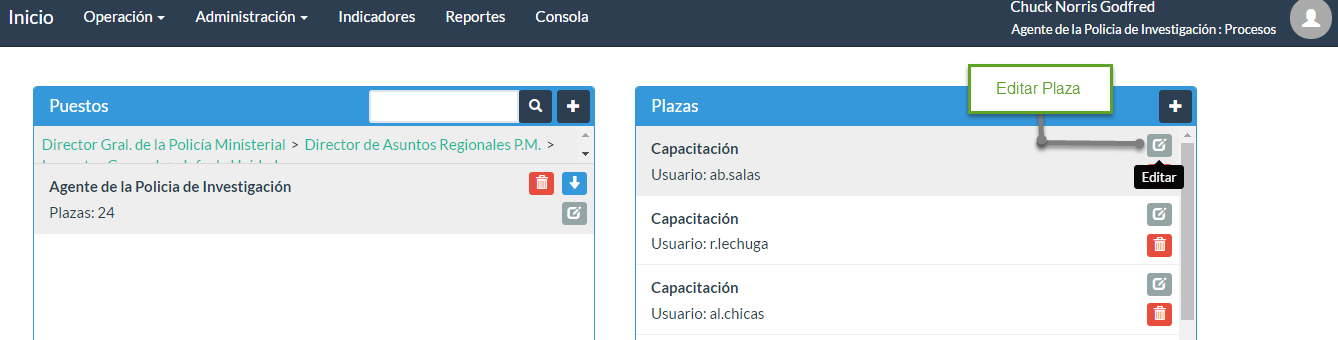 Inicio
Operación
Administración
Indicadores
Reportes
Consola
Chuck Norris Godfred
Agente de la Policia de Investigación : Procesos
Puestos
Director Gral. de la Policía Ministerial > Director de Asuntos Regionales P.M. >
Agente de la Policia de Investigación
Plazas: 24
Editar Plaza
Plazas
Capacitación
Usuario: ab.salas
Editar
Capacitación
Usuario: r.lechuga
Capacitación
Usuario: al.chicas